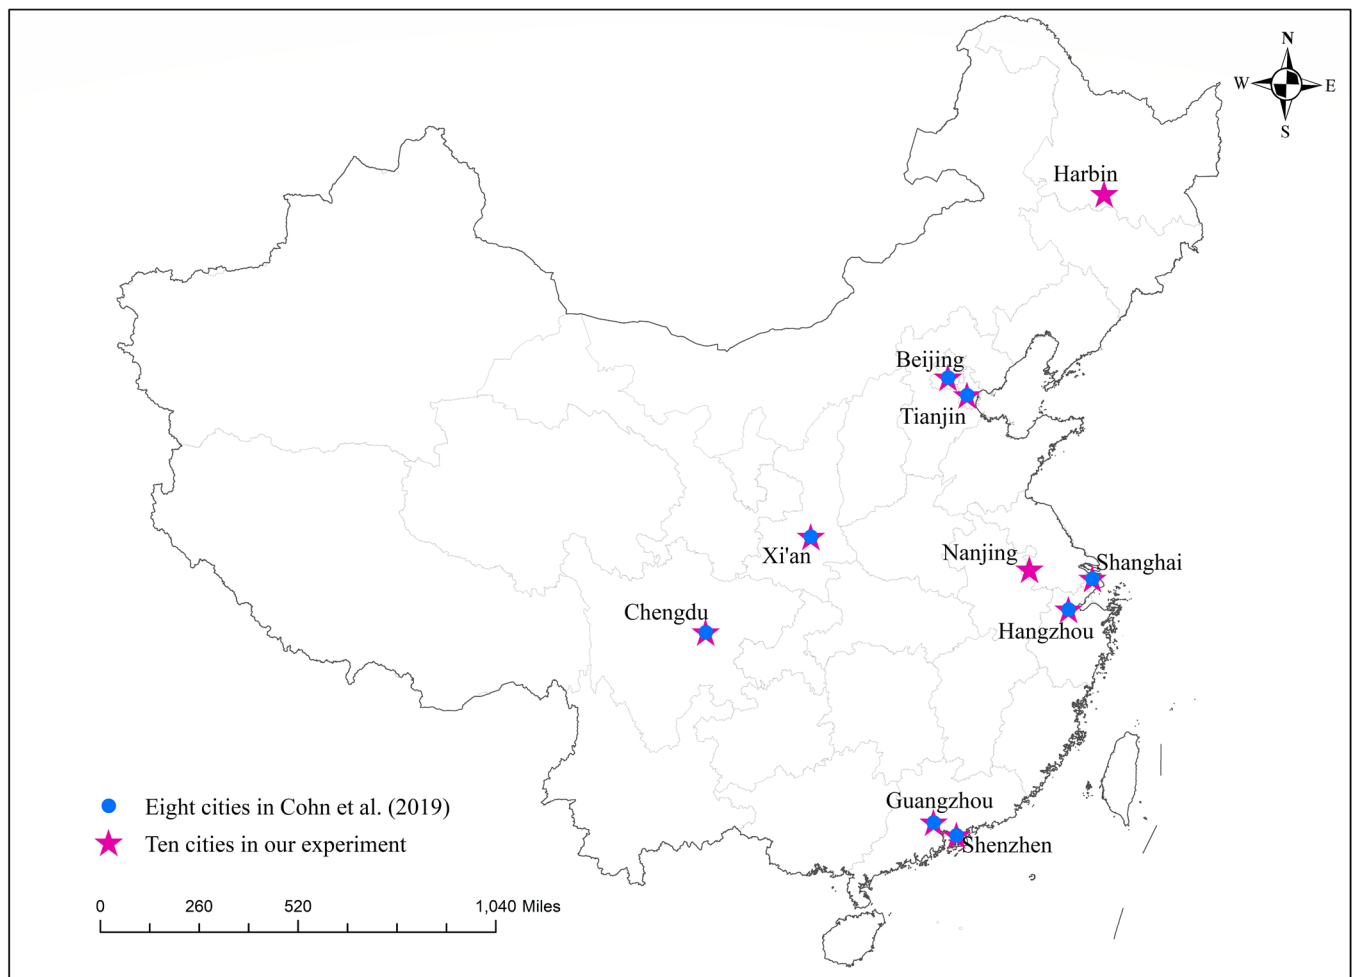 N
W E
S
Harbin
Beijing
Tianjin
Xi'an
Nanjing
Shanghai
Chengdu
Hangzhou
Guangzhou
Shenzhen
Eight cities in Cohn et al. (2019)
Ten cities in our experiment
0 260 520 1,040 Miles